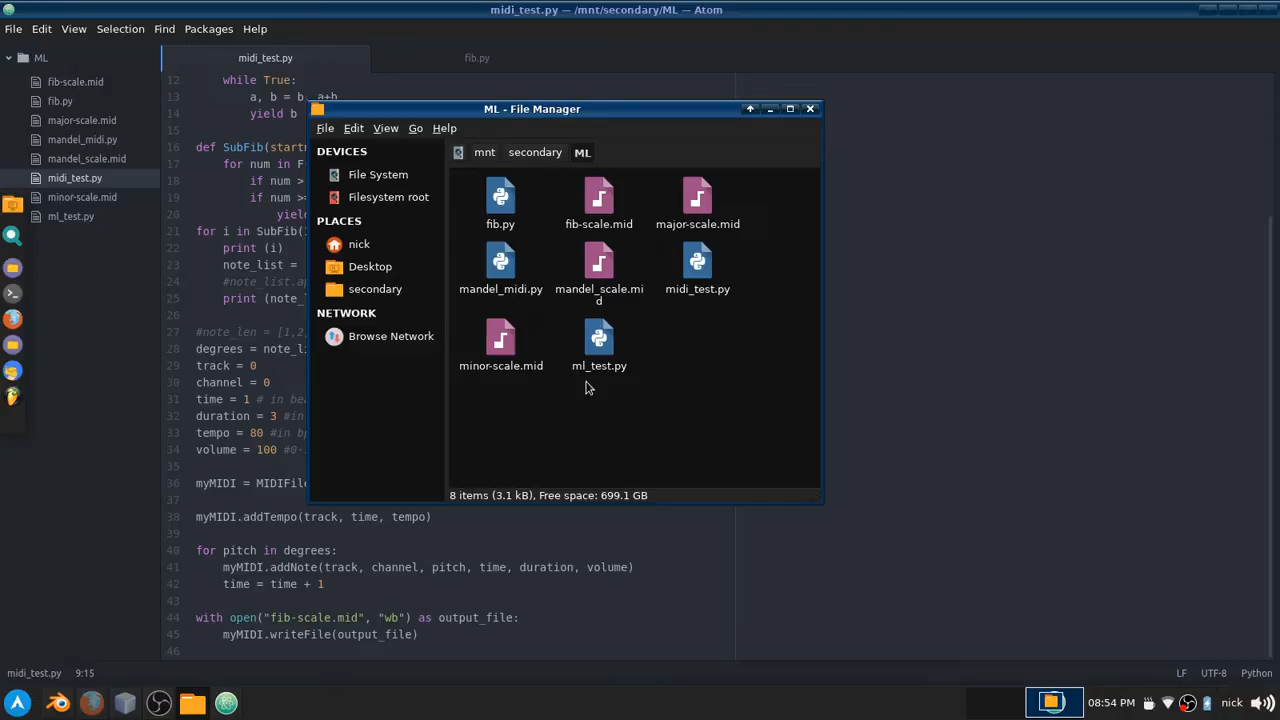 midi_test.py — /mnt/secondary/ML — Atom
File Edit View Selection Find Packages Help
ML
fib-scale.mid
fib.py
major-scale.mid
mandel_midi.py
mandel_scale.mid
midi_test.py
minor-scale.mid
ml_test.py
midi_test.py fib.py
12 while True:
13 a, b = b, a+b
14 yield b
15
16 def SubFib(startn
17 for num in F
18 if num >
19 if num >=
20 yiel
21 for i in SubFib(
22 print (i)
23 note_list =
24 #note_list.ap
25 print (note_
26
27 #note_len = [1,2
28 degrees = note_li
29 track = 0
30 channel = 0
31 time = 1 # in bea
32 duration = 3 #in
33 tempo = 80 #in bp
34 volume = 100 #0-
35
36 myMIDI = MIDIFile
37
38 myMIDI.addTempo(track, time, tempo)
39
40 for pitch in degrees:
41 myMIDI.addNote(track, channel, pitch, time, duration, volume)
42 time = time + 1
43
44 with open("fib-scale.mid", "wb") as output_file:
45 myMIDI.writeFile(output_file)
46
ML - File Manager
File Edit View Go Help
DEVICES
File System
Filesystem root
PLACES
nick
Desktop
secondary
NETWORK
Browse Network
mnt secondary ML
fib.py fib-scale.mid major-scale.mid
mandel_midi.py mandel_scale.mi
d midi_test.py
minor-scale.mid ml_test.py
8 items (3.1 kB), Free space: 699.1 GB
midi_test.py 9:15 LF UTF-8 Python
08:54 PM nick